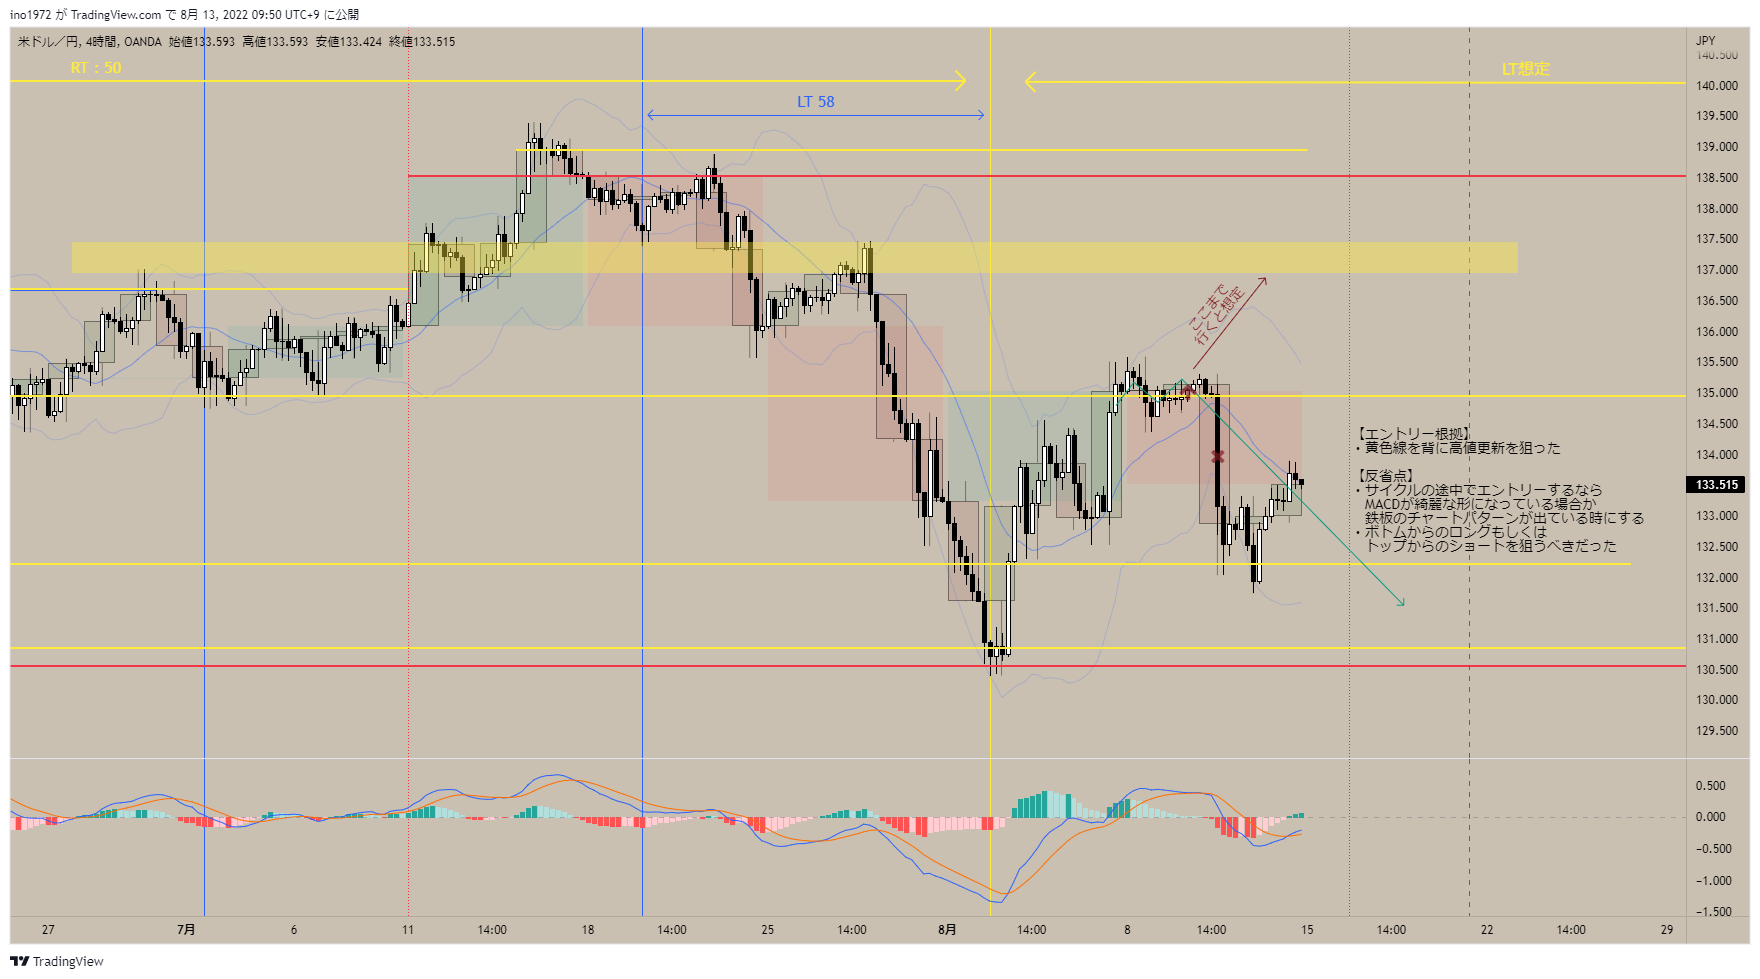 ino1972 が TradingView.com で 8月 13, 2022 09:50 UTC+9 に公開
米ドル／円, 4時間, OANDA 始値133.593 高値133.593 安値133.424 終値133.515
JPY
RT：50
LT想定
LT 58
ここまで
行くと想定
【エントリー根拠】
・黄色線を背に高値更新を狙った
【反省点】
・サイクルの途中でエントリーするなら
MACDが綺麗な形になっている場合か
鉄板のチャートパターンが出ている時にする
・ボトムからのロングもしくは
トップからのショートを狙うべきだった
140.500
140.000
139.500
139.000
138.500
138.000
137.500
137.000
136.500
136.000
135.500
135.000
134.500
134.000
133.515
133.000
132.500
132.000
131.500
131.000
130.500
130.000
129.500
0.500
0.000
−0.500
−1.000
−1.500
27 7月 6 11 14:00 18 14:00 25 14:00 8月 14:00 8 14:00 15 14:00 22 14:00 29
TradingView